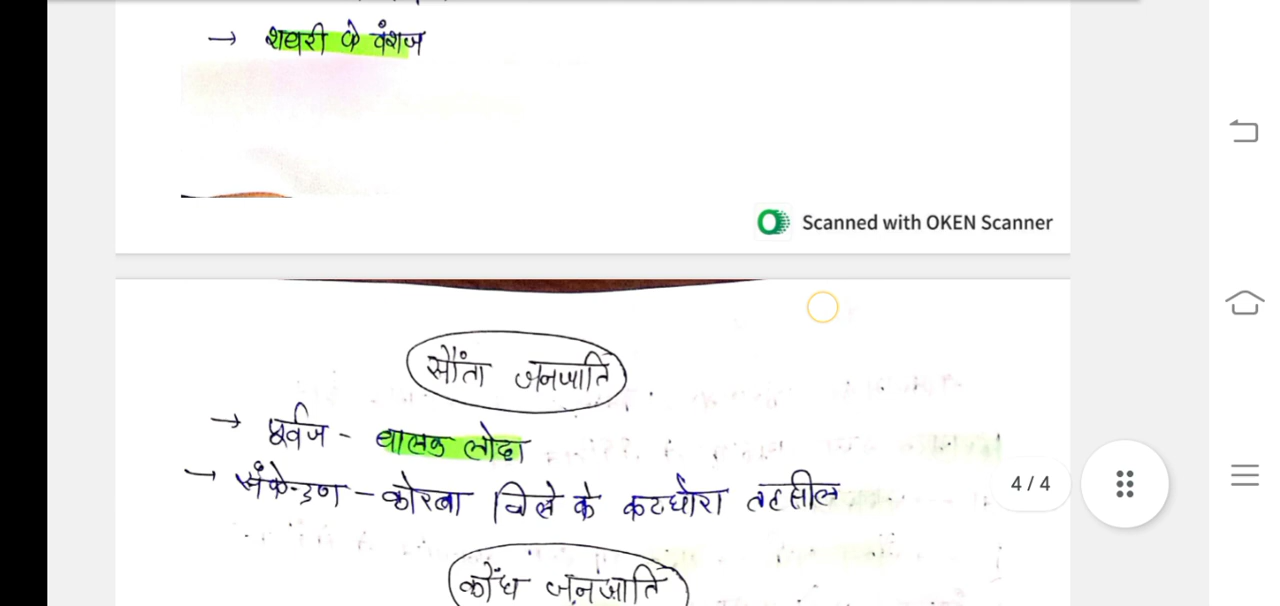 → शबरी के वंशज
Scanned with OKEN Scanner
सौंता जनजाति
→ पूर्वज - बालक लोढ़ा
→ संकेन्द्रण - कोरबा जिले के कटघोरा तहसील
4 / 4
कौंध जनजाति